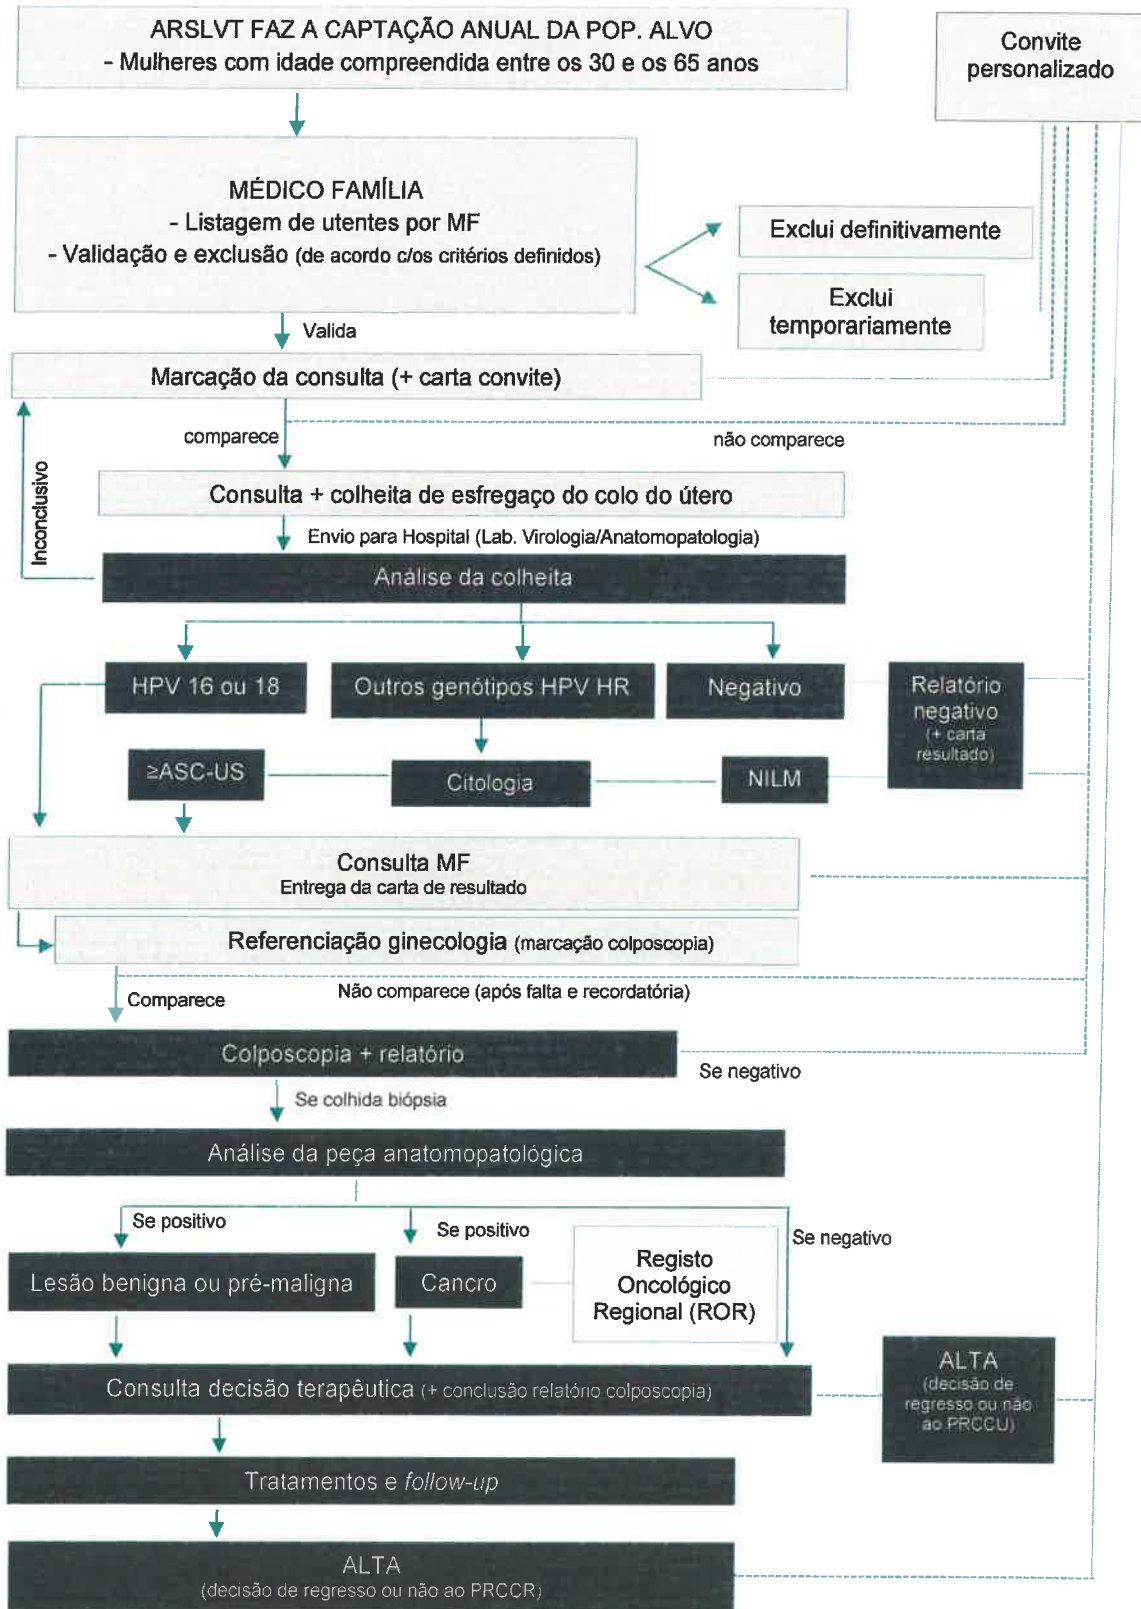 ARSLVT FAZ A CAPTAÇÃO ANUAL DA POP. ALVO
- Mulheres com idade compreendida entre os 30 e os 65 anos
Convite
personalizado
MÉDICO FAMÍLIA
- Listagem de utentes por MF
- Validação e exclusão (de acordo c/os critérios definidos)
Exclui definitivamente
Exclui
temporariamente
Valida
Marcação da consulta (+ carta convite)
comparece
não comparece
Inconclusivo
Consulta + colheita de esfregaço do colo do útero
Envio para Hospital (Lab. Virologia/Anatomopatologia)
Análise da colheita
HPV 16 ou 18
Outros genótipos HPV HR
Negativo
Relatório
negativo
(+ carta
resultado)
≥ASC-US
Citologia
NILM
Consulta MF
Entrega da carta de resultado
Referenciação ginecologia (marcação colposcopia)
Comparece
Não comparece (após falta e recordatória)
Colposcopia + relatório
Se negativo
Se colhida biópsia
Análise da peça anatomopatológica
Se positivo
Se positivo
Se negativo
Lesão benigna ou pré-maligna
Cancro
Registo
Oncológico
Regional (ROR)
Consulta decisão terapêutica (+ conclusão relatório colposcopia)
ALTA
(decisão de
regresso ou não
ao PRCCU)
Tratamentos e follow-up
ALTA
(decisão de regresso ou não ao PRCCR)